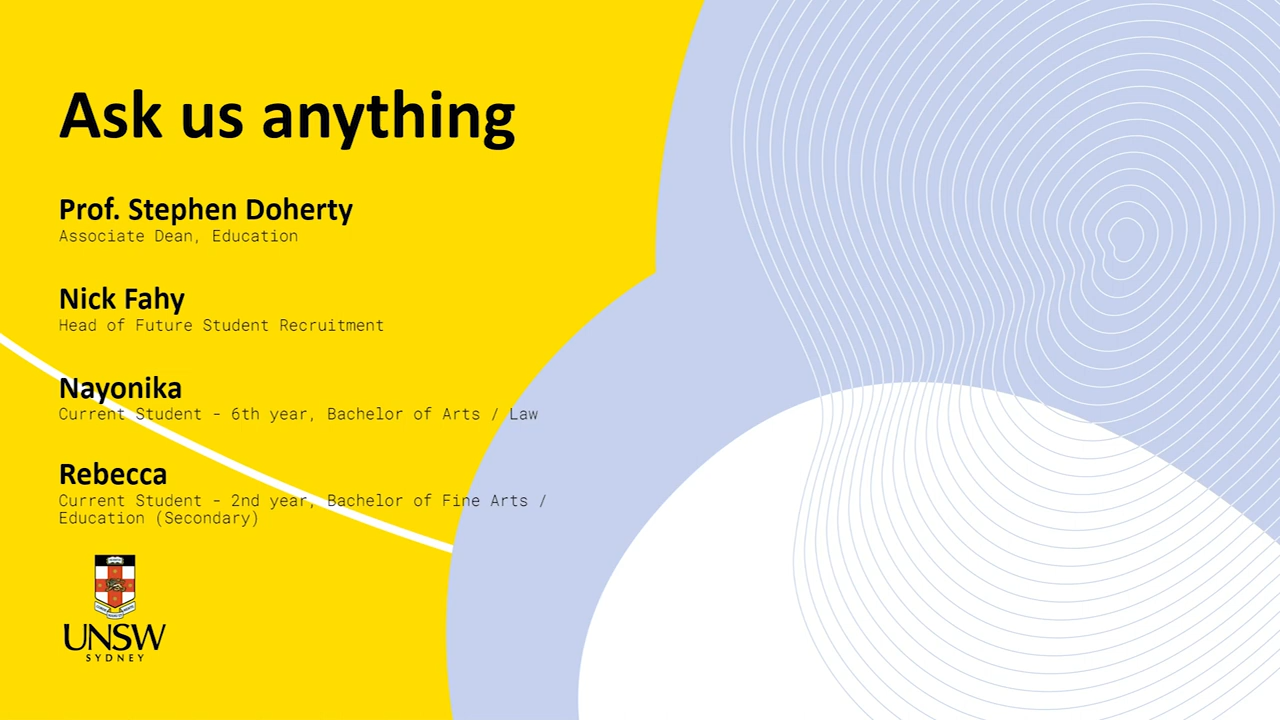 Ask us anything
Prof. Stephen Doherty
Associate Dean, Education
Nick Fahy
Head of Future Student Recruitment
Nayonika
Current Student - 6th year, Bachelor of Arts / Law
Rebecca
Current Student - 2nd year, Bachelor of Fine Arts /
Education (Secondary)
UNSW
SYDNEY